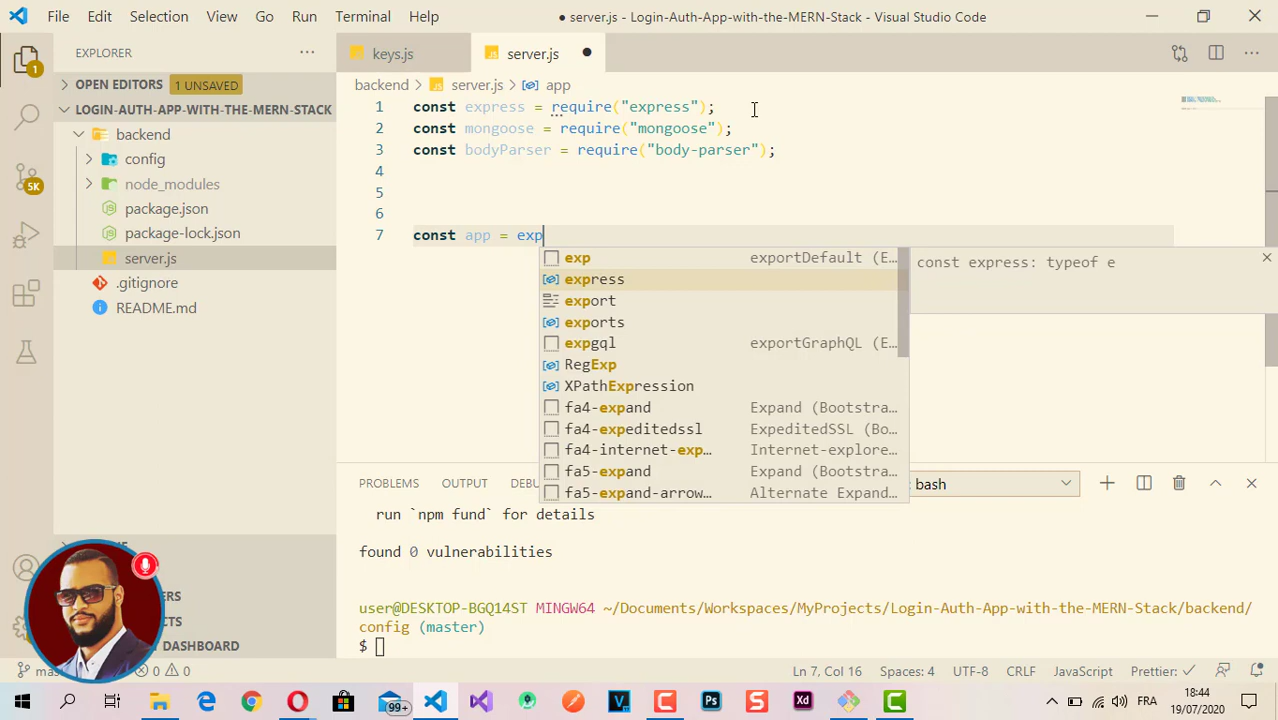 File Edit Selection View Go Run Terminal Help
● server.js - Login-Auth-App-with-the-MERN-Stack - Visual Studio Code
EXPLORER
keys.js
server.js
OPEN EDITORS 1 UNSAVED
LOGIN-AUTH-APP-WITH-THE-MERN-STACK
backend
config
node_modules
package.json
package-lock.json
server.js
.gitignore
README.md
backend > server.js > app
1 const express = require("express");
2 const mongoose = require("mongoose");
3 const bodyParser = require("body-parser");
4
5
6
7 const app = exp
exp exportDefault (E…
express
export
exports
expgql exportGraphQL (E…
RegExp
XPathExpression
fa4-expand Expand (Bootstra…
fa4-expeditedssl ExpeditedSSL (Bo…
fa4-internet-exp… Internet-explore…
fa5-expand Expand (Bootstra…
fa5-expand-arrow… Alternate Expand…
const express: typeof e
PROBLEMS OUTPUT DEBU
bash
run `npm fund` for details
found 0 vulnerabilities
user@DESKTOP-BGQ14ST MINGW64 ~/Documents/Workspaces/MyProjects/Login-Auth-App-with-the-MERN-Stack/backend/
config (master)
$
DASHBOARD
1
5K
0 0
Ln 7, Col 16 Spaces: 4 UTF-8 CRLF JavaScript Prettier: ✓
99+
FR
18:44
19/07/2020